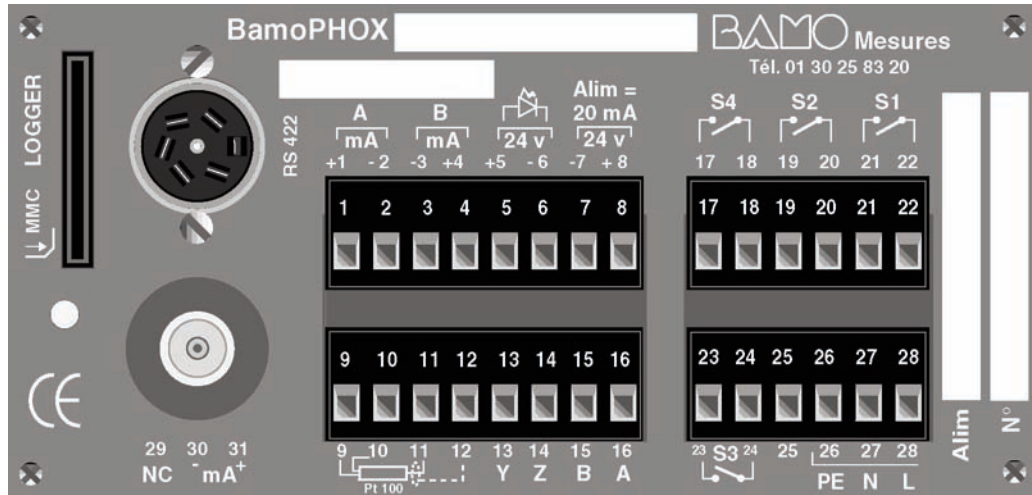 BamoPHOX
BAMO Mesures
Tél. 01 30 25 83 20
MMC LOGGER
RS 422
A
mA
+1 -2
B
mA
-3 +4
24 v
+5 -6
Alim =
20 mA
24 v
-7 +8
S4
17 18
S2
19 20
S1
21 22
1 2 3 4 5 6 7 8
17 18 19 20 21 22
9 10 11 12 13 14 15 16
23 24 25 26 27 28
CE
29 30 31
NC - mA +
9 10 11 12 13 14 15 16
Pt 100
Y Z B A
23 S3 24
25 26 27 28
PE N L
Alim
N°